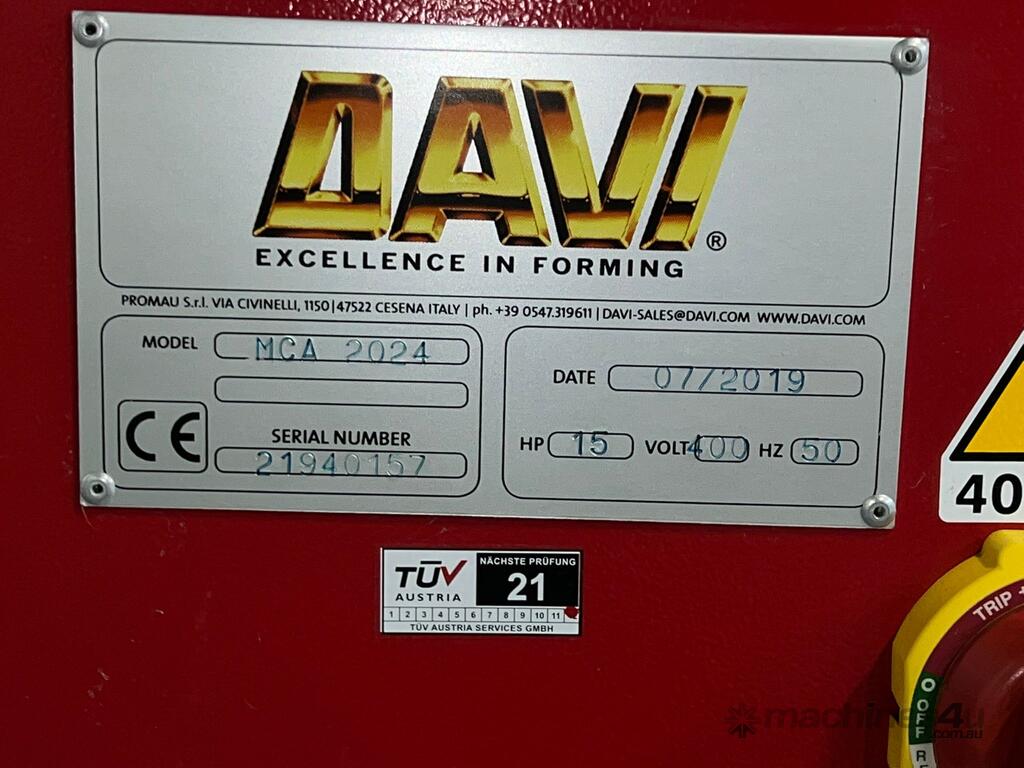 DAVI®
EXCELLENCE IN FORMING
PROMAU S.r.l. VIA CIVINELLI, 1150|47522 CESENA ITALY | ph. +39 0547.319611 | DAVI-SALES@DAVI.COM WWW.DAVI.COM
MODEL MCA 2024
CE
SERIAL NUMBER
21940157
DATE 07/2019
HP 15 VOLT 400 HZ 50
40
TÜV
AUSTRIA
NÄCHSTE PRÜFUNG
21
1 2 3 4 5 6 7 8 9 10 11
TÜV AUSTRIA SERVICES GMBH
TRIP +
O OFF
machines4u
.com.au